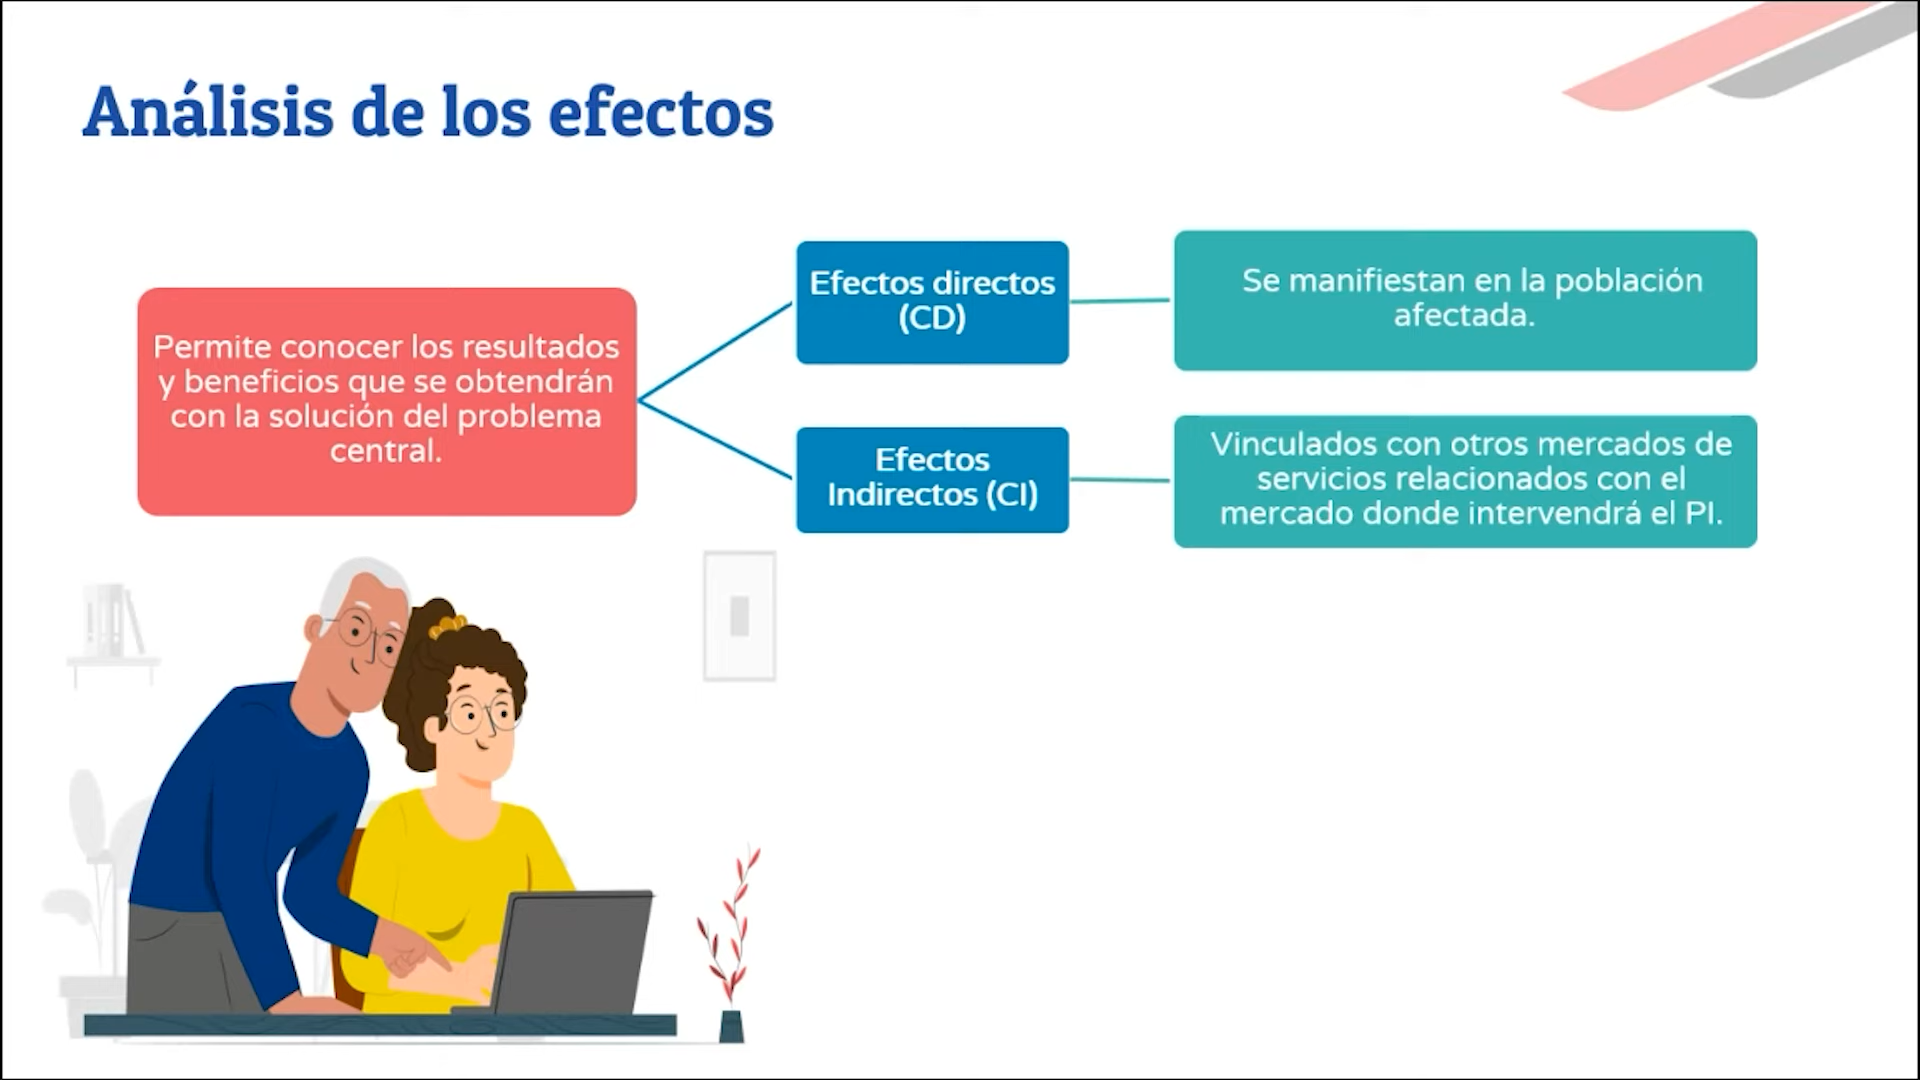 Análisis de los efectos
Permite conocer los resultados
y beneficios que se obtendrán
con la solución del problema
central.
Efectos directos
(CD)
Se manifiestan en la población
afectada.
Efectos
Indirectos (CI)
Vinculados con otros mercados de
servicios relacionados con el
mercado donde intervendrá el PI.